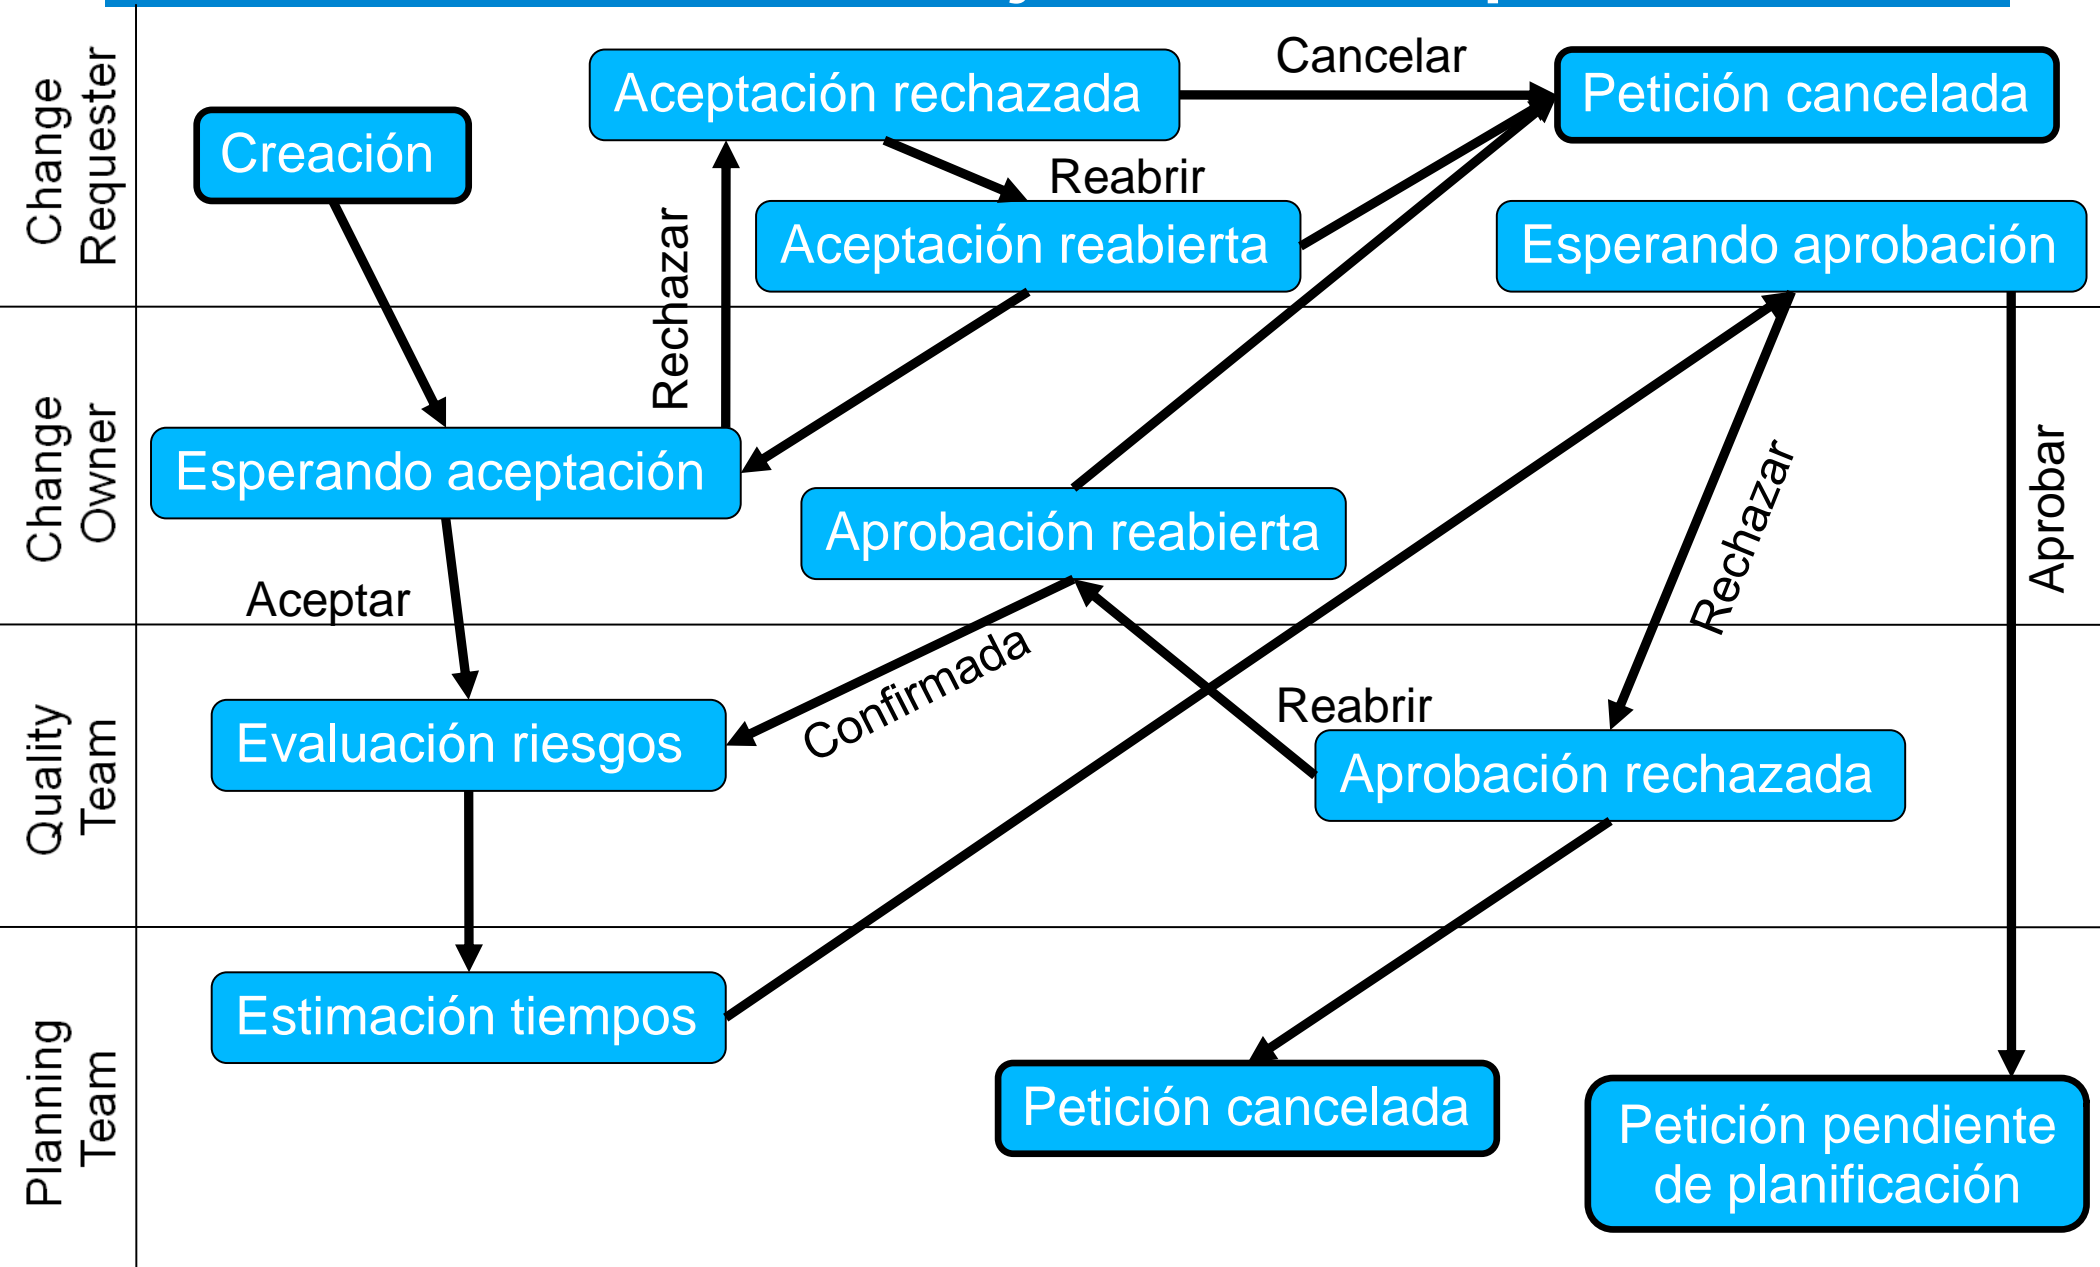 Change
Requester
Creación
Aceptación rechazada
Cancelar
Petición cancelada
Reabrir
Aceptación reabierta
Esperando aprobación
Rechazar
Change
Owner
Esperando aceptación
Aprobación reabierta
Rechazar
Aprobar
Aceptar
Quality
Team
Evaluación riesgos
Confirmada
Reabrir
Aprobación rechazada
Planning
Team
Estimación tiempos
Petición cancelada
Petición pendiente
de planificación